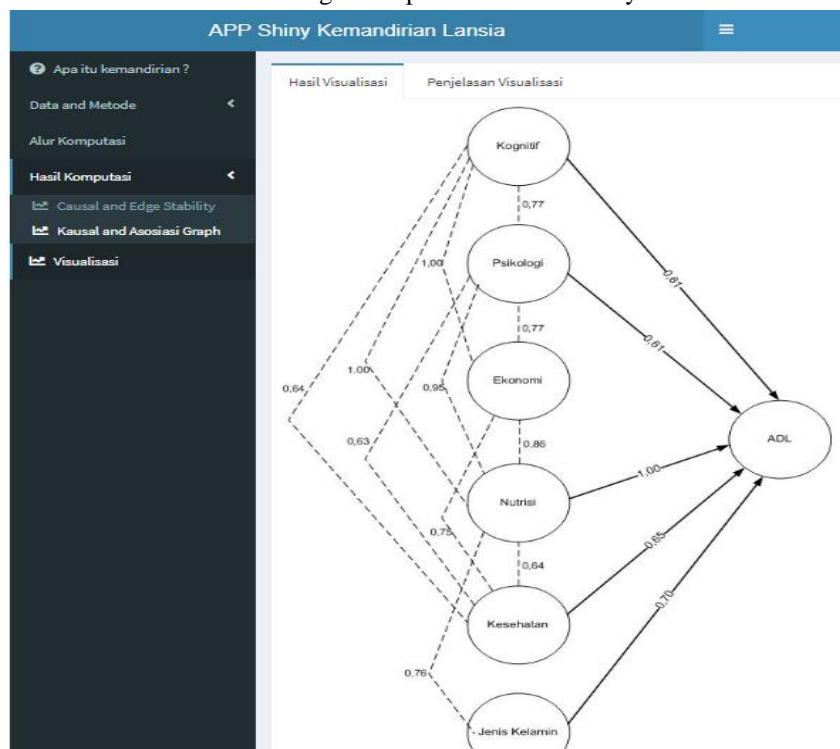 APP Shiny Kemandirian Lansia
Apa itu kemandirian ?
Data and Metode
Alur Komputasi
Hasil Komputasi
Causal and Edge Stability
Kausal and Asosiasi Graph
Visualisasi
Hasil Visualisasi
Penjelasan Visualisasi
Kognitif
0,77
1,00
0,61
Psikologi
0,77
0,61
1.00
0,64
0,95
Ekonomi
0,63
0,86
ADL
1,00
Nutrisi
0,75
0,65
0,64
0,70
Kesehatan
0,76
Jenis Kelamin